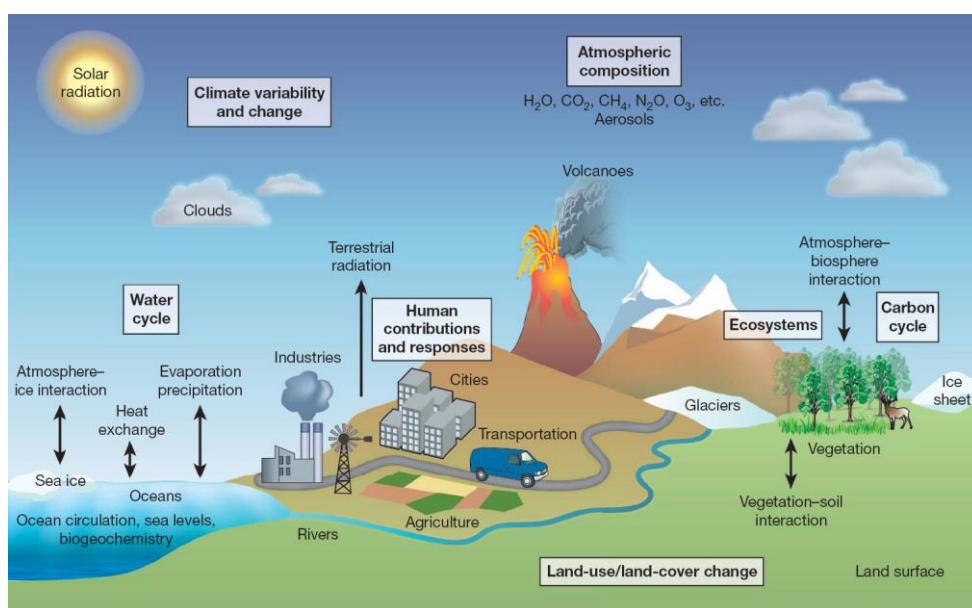 Solar
radiation
Climate variability
and change
Atmospheric
composition
H₂O, CO₂, CH₄, N₂O, O₃, etc.
Aerosols
Clouds
Volcanoes
Terrestrial
radiation
Atmosphere–
biosphere
interaction
Water
cycle
Human
contributions
and responses
Ecosystems
Carbon
cycle
Atmosphere–
ice interaction
Evaporation
precipitation
Heat
exchange
Industries
Cities
Transportation
Glaciers
Ice
sheet
Vegetation
Sea ice
Oceans
Ocean circulation, sea levels,
biogeochemistry
Rivers
Agriculture
Vegetation–soil
interaction
Land-use/land-cover change
Land surface